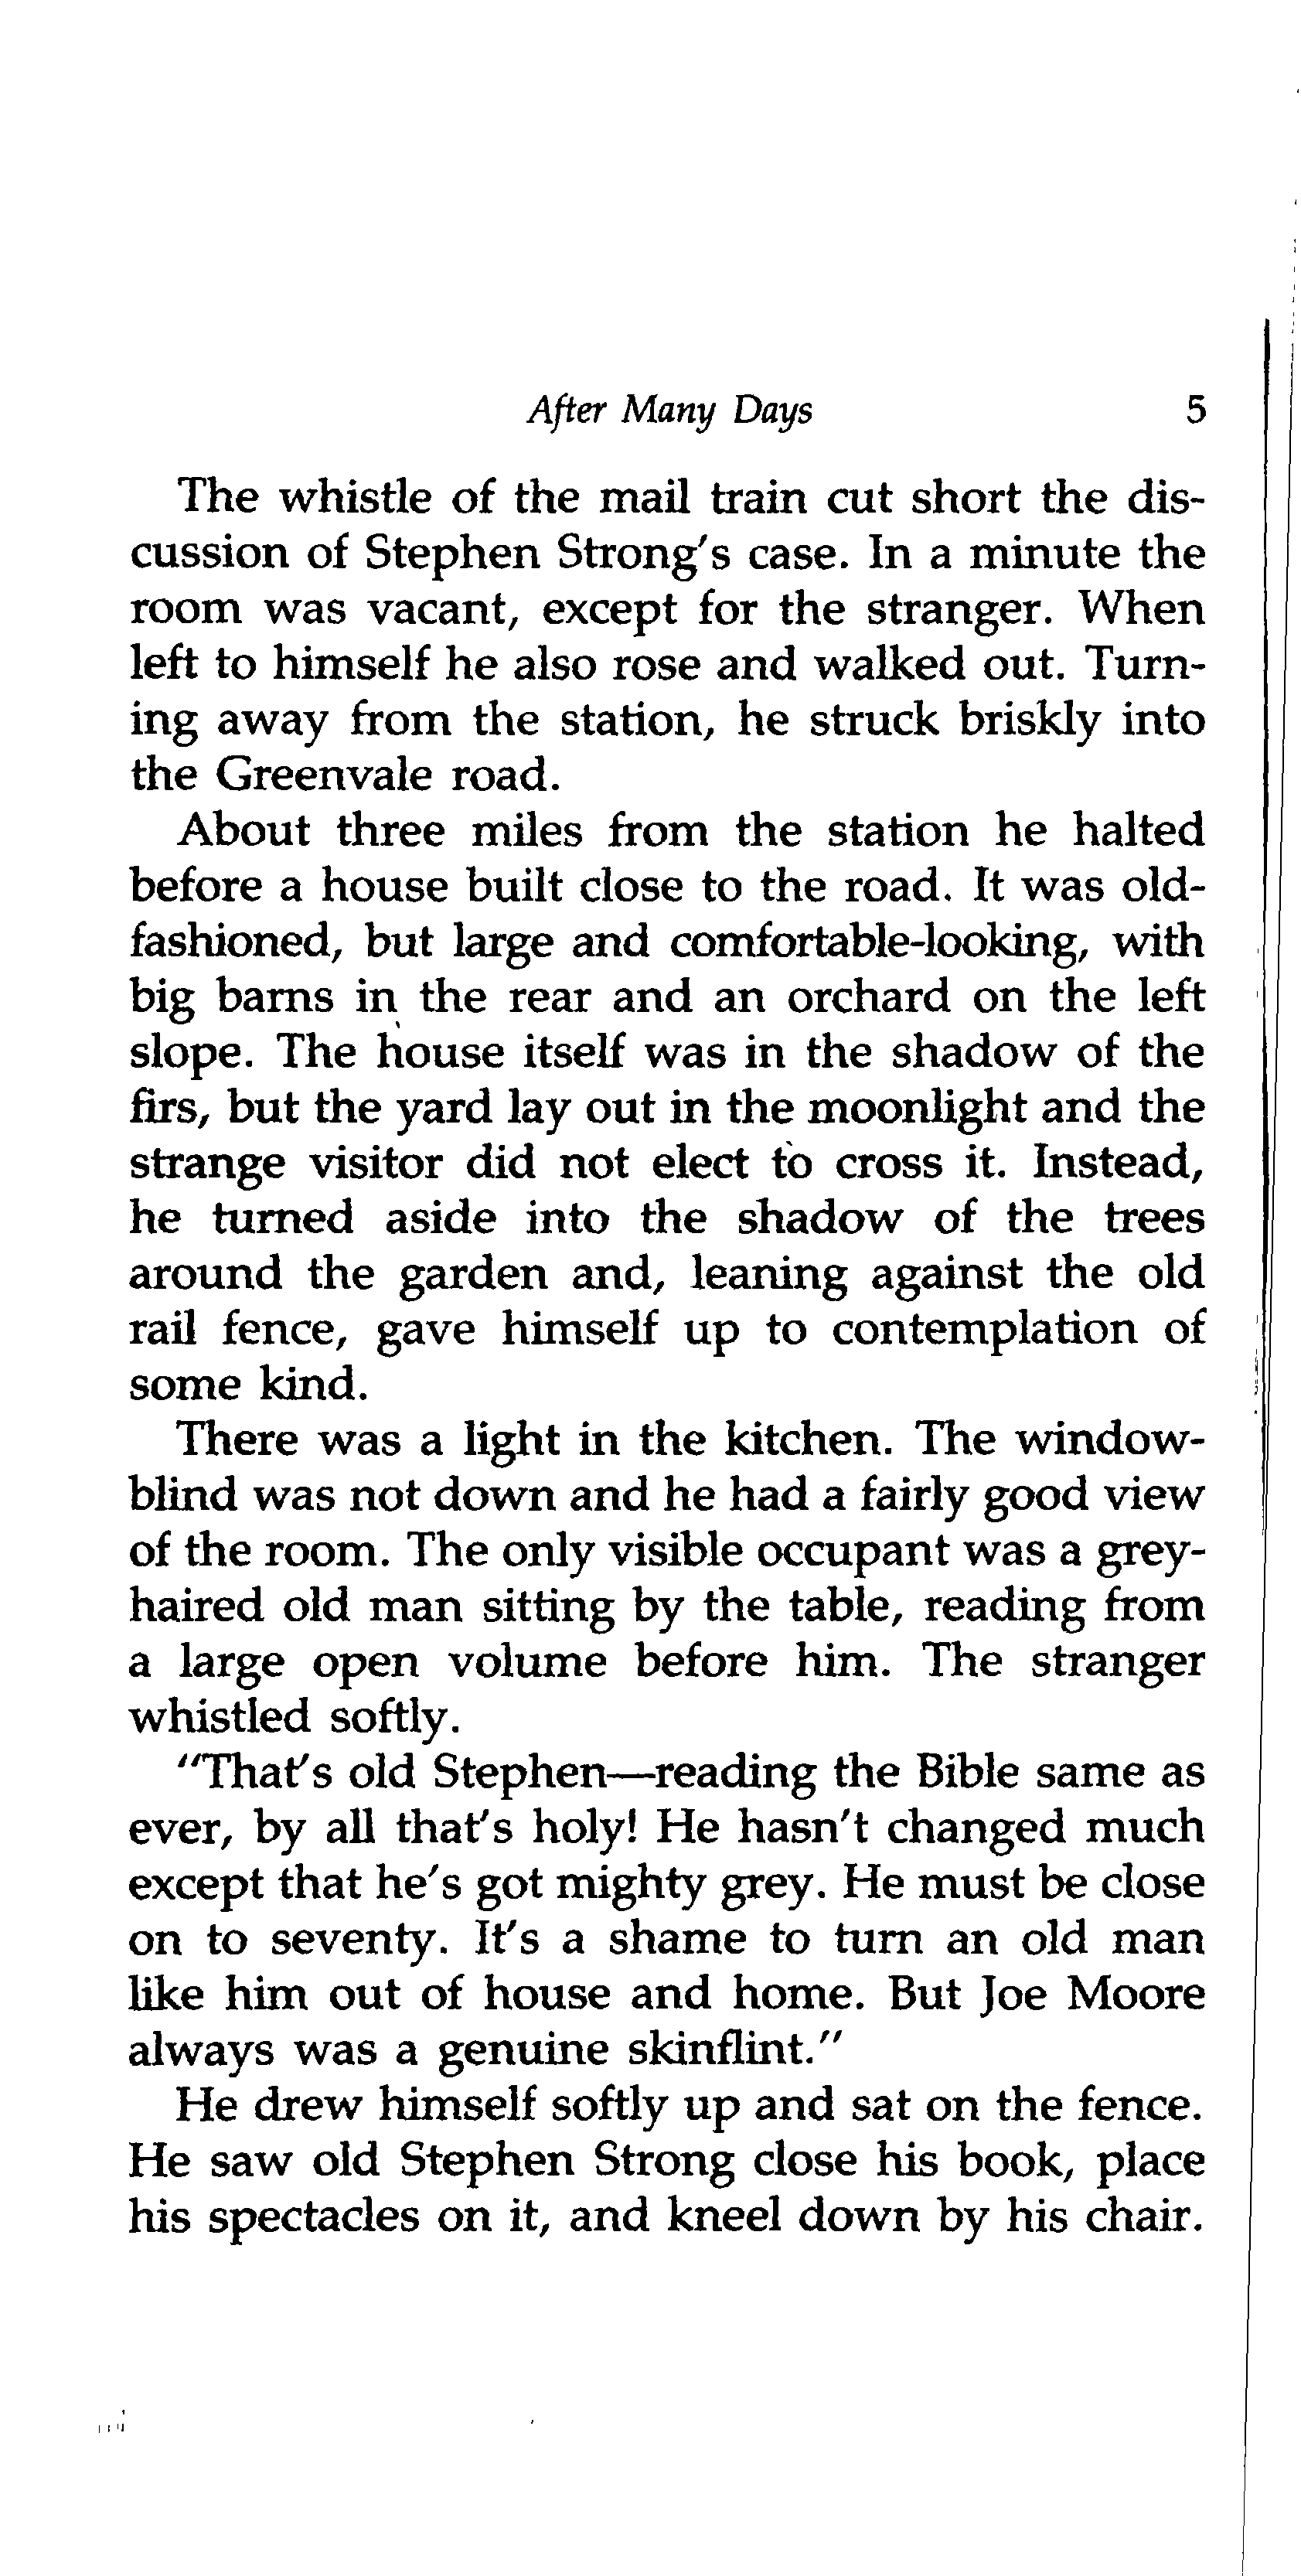 After Many Days 5
The whistle of the mail train cut short the dis-
cussion of Stephen Strong's case. In a minute the
room was vacant, except for the stranger. When
left to himself he also rose and walked out. Turn-
ing away from the station, he struck briskly into
the Greenvale road.
About three miles from the station he halted
before a house built close to the road. It was old-
fashioned, but large and comfortable-looking, with
big barns in the rear and an orchard on the left
slope. The house itself was in the shadow of the
firs, but the yard lay out in the moonlight and the
strange visitor did not elect to cross it. Instead,
he turned aside into the shadow of the trees
around the garden and, leaning against the old
rail fence, gave himself up to contemplation of
some kind.
There was a light in the kitchen. The window-
blind was not down and he had a fairly good view
of the room. The only visible occupant was a grey-
haired old man sitting by the table, reading from
a large open volume before him. The stranger
whistled softly.
"That's old Stephen—reading the Bible same as
ever, by all that's holy! He hasn't changed much
except that he's got mighty grey. He must be close
on to seventy. It's a shame to turn an old man
like him out of house and home. But Joe Moore
always was a genuine skinflint."
He drew himself softly up and sat on the fence.
He saw old Stephen Strong close his book, place
his spectacles on it, and kneel down by his chair.